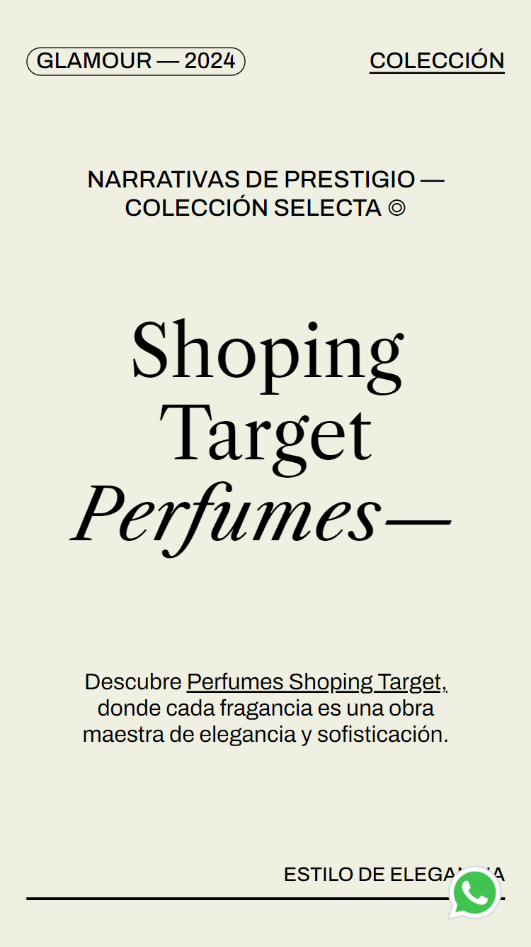 GLAMOUR — 2024
COLECCIÓN
NARRATIVAS DE PRESTIGIO —
COLECCIÓN SELECTA ⌾
Shoping
Target
Perfumes—
Descubre Perfumes Shoping Target,
donde cada fragancia es una obra
maestra de elegancia y sofisticación.
ESTILO DE